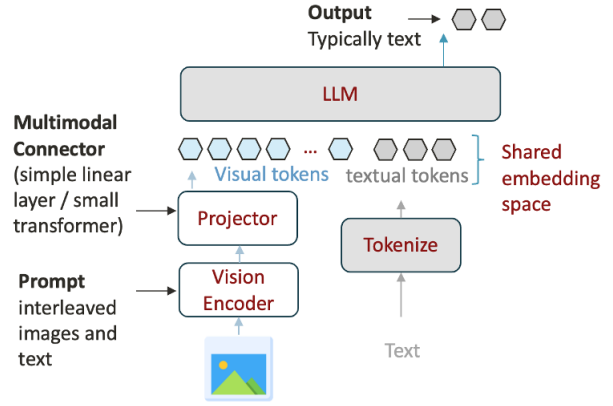 Output
Typically text
LLM
Multimodal
Connector
(simple linear
layer / small
transformer)
...
Visual tokens
textual tokens
Shared
embedding
space
Projector
Tokenize
Prompt
interleaved
images and
text
Vision
Encoder
Text